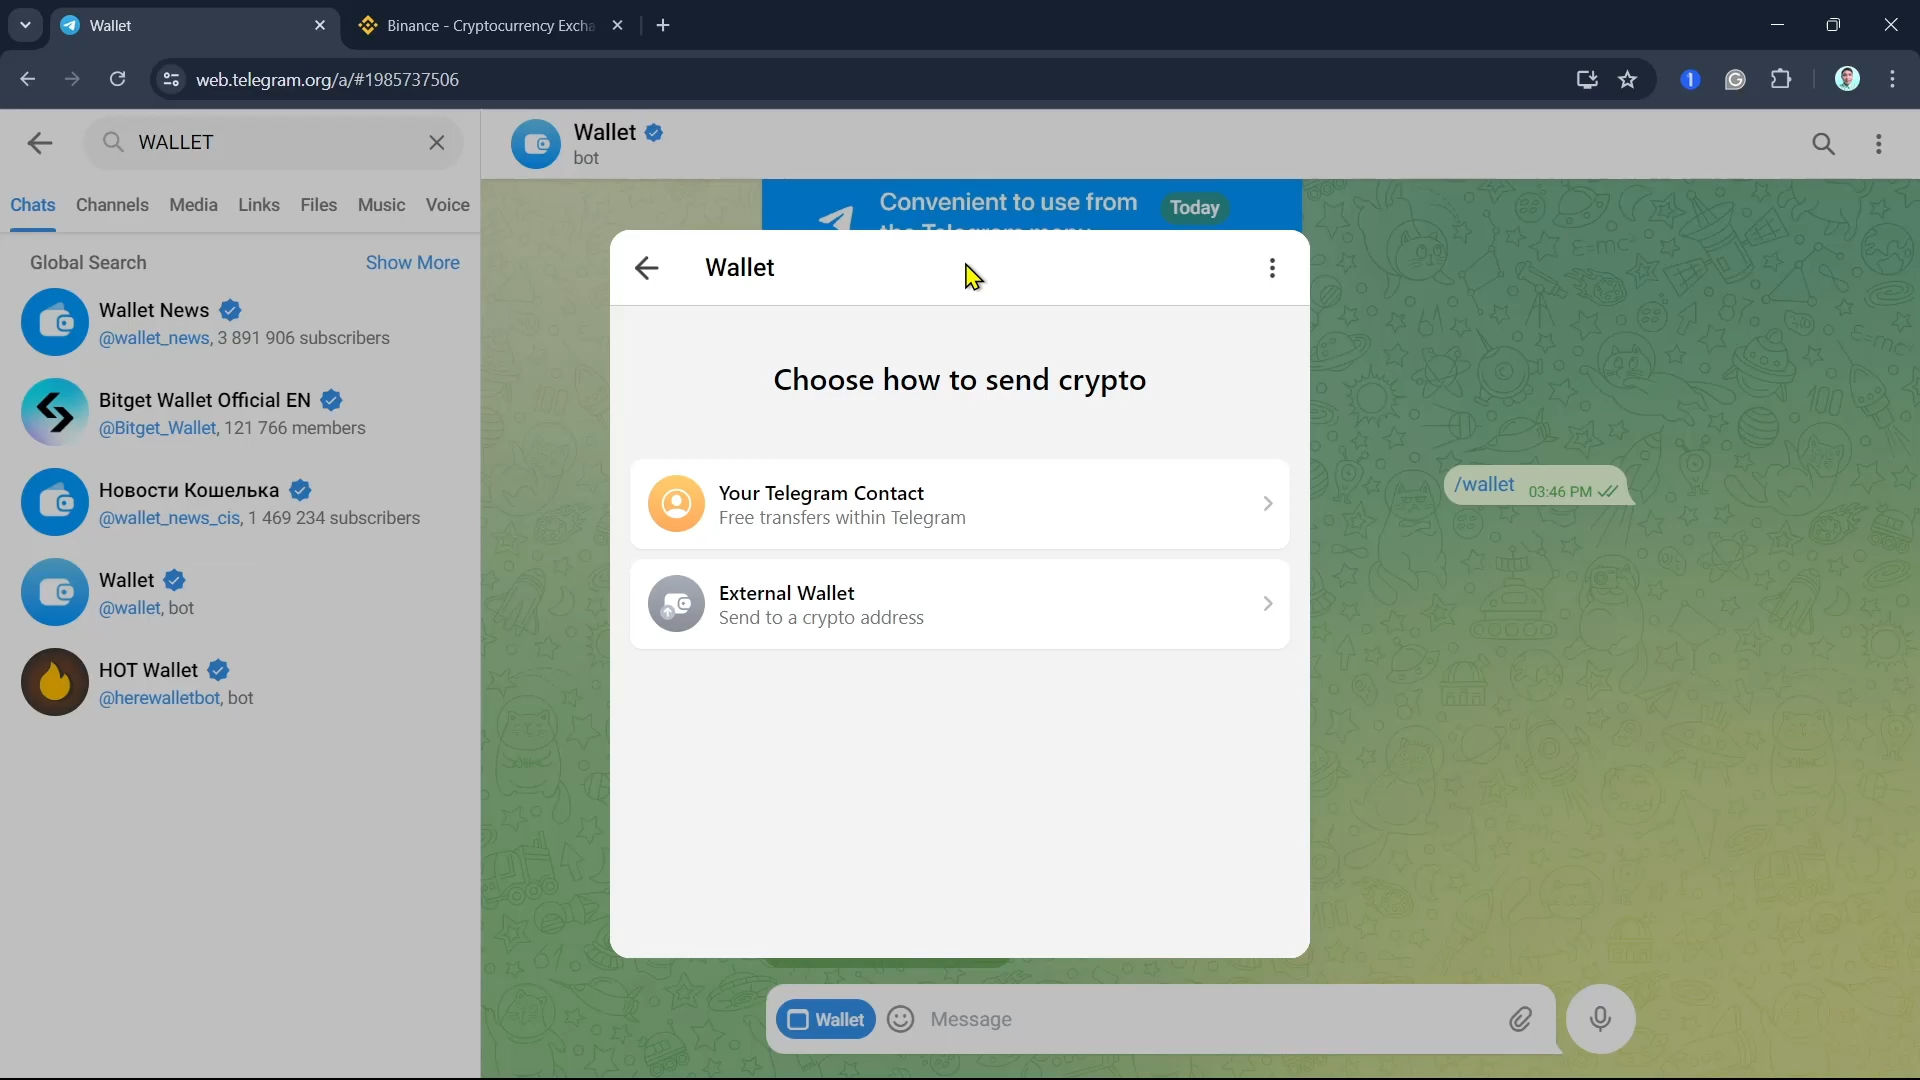 Wallet
Binance - Cryptocurrency Excha
web.telegram.org/a/#1985737506
WALLET
Chats Channels Media Links Files Music Voice
Global Search Show More
Wallet News
@wallet_news, 3 891 906 subscribers
Bitget Wallet Official EN
@Bitget_Wallet, 121 766 members
Новости Кошелька
@wallet_news_cis, 1 469 234 subscribers
Wallet
@wallet, bot
HOT Wallet
@herewalletbot, bot
Wallet
bot
Convenient to use from
the Telegram menu
Today
Wallet
Choose how to send crypto
Your Telegram Contact
Free transfers within Telegram
External Wallet
Send to a crypto address
/wallet 03:46 PM
Wallet Message